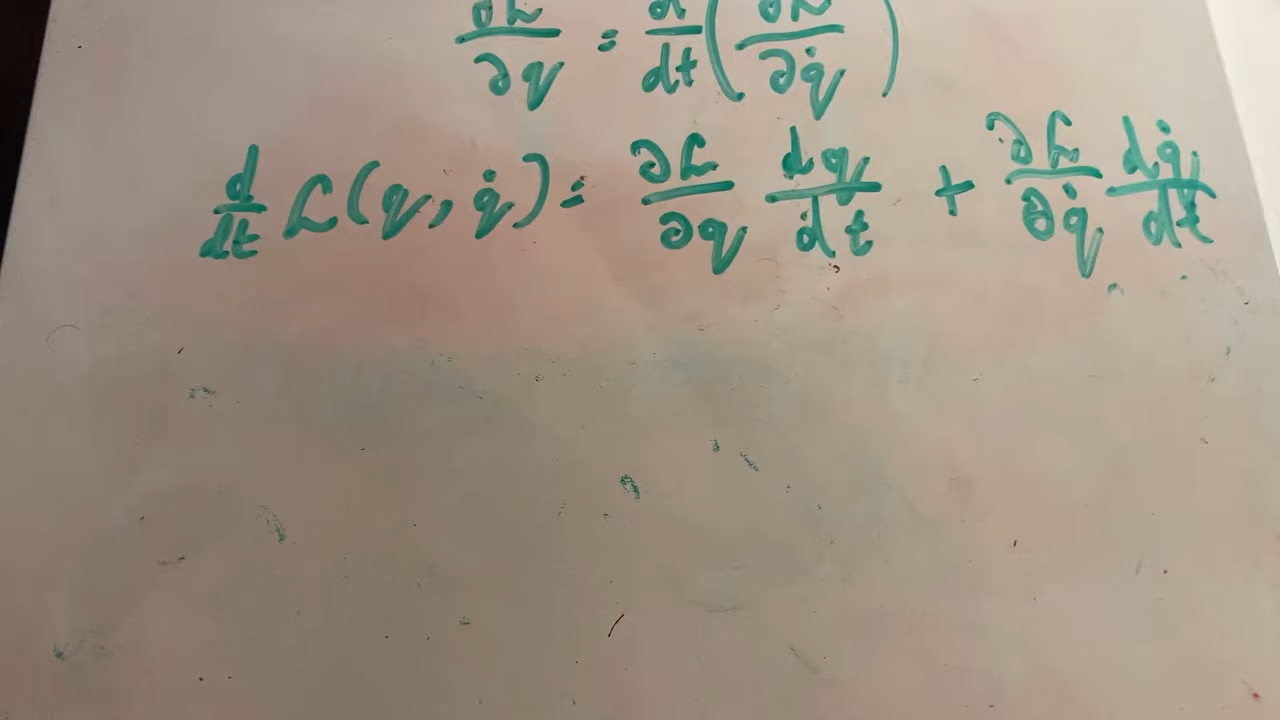 ∂L/∂q = d/dt (∂L/∂q̇)
d/dt L(q, q̇) = ∂L/∂q dq/dt + ∂L/∂q̇ dq̇/dt